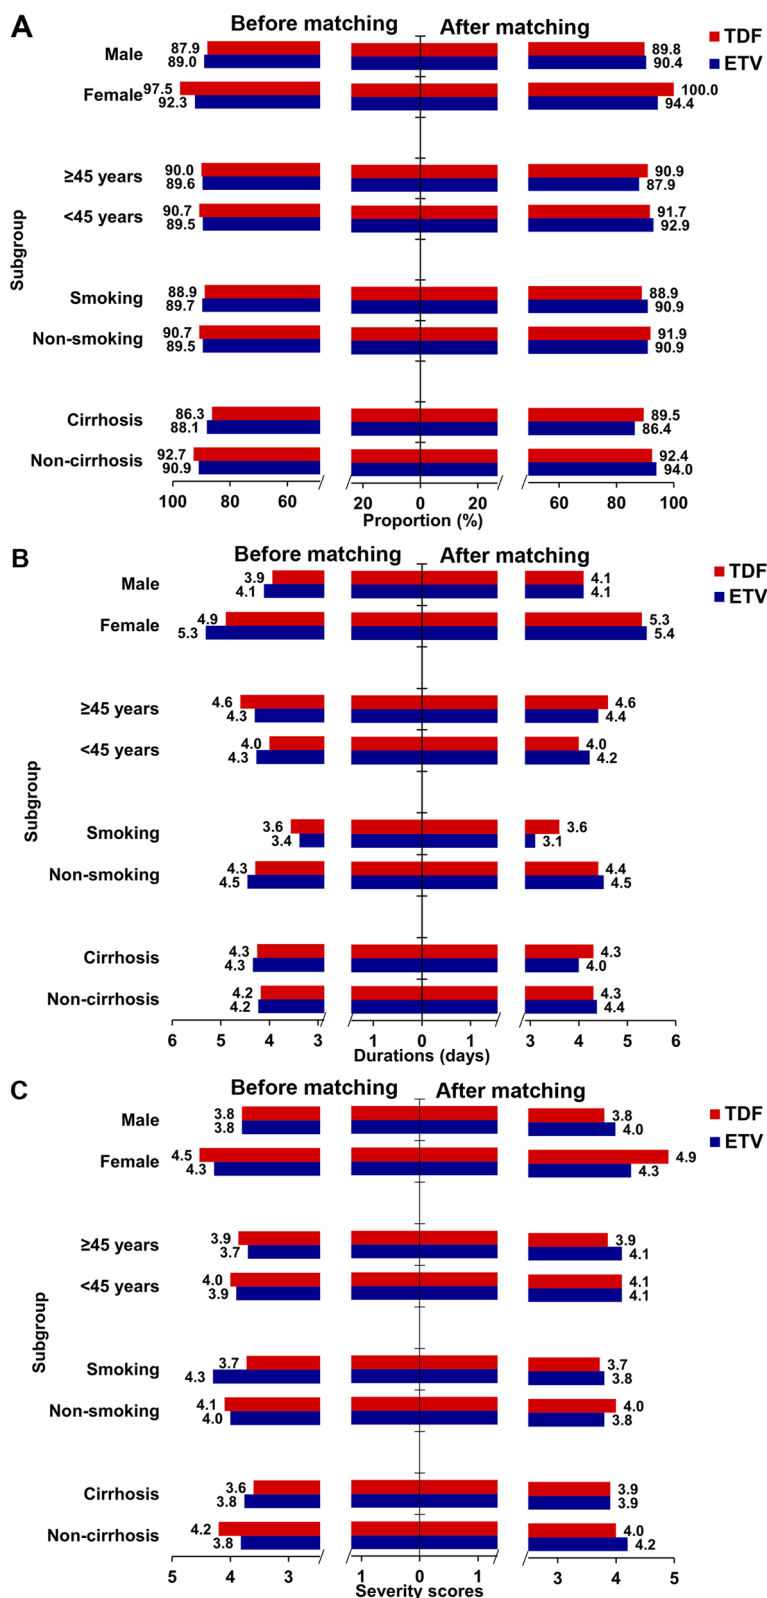 A
Before matching After matching
TDF
ETV
Subgroup
Male 87.9 89.8
89.0 90.4
Female 97.5 100.0
92.3 94.4
≥45 years 90.0 90.9
89.6 87.9
<45 years 90.7 91.7
89.5 92.9
Smoking 88.9 88.9
89.7 90.9
Non-smoking 90.7 91.9
89.5 90.9
Cirrhosis 86.3 89.5
88.1 86.4
Non-cirrhosis 92.7 92.4
90.9 94.0
100 80 60 20 0 20 60 80 100
Proportion (%)
B
Before matching After matching
TDF
ETV
Subgroup
Male 3.9 4.1
4.1 4.1
Female 4.9 5.3
5.3 5.4
≥45 years 4.6 4.6
4.3 4.4
<45 years 4.0 4.0
4.3 4.2
Smoking 3.6 3.6
3.4 3.1
Non-smoking 4.3 4.4
4.5 4.5
Cirrhosis 4.3 4.3
4.3 4.0
Non-cirrhosis 4.2 4.3
4.2 4.4
6 5 4 3 1 0 1 3 4 5 6
Durations (days)
C
Before matching After matching
TDF
ETV
Subgroup
Male 3.8 3.8
3.8 4.0
Female 4.5 4.9
4.3 4.3
≥45 years 3.9 3.9
3.7 4.1
<45 years 4.0 4.1
3.9 4.1
Smoking 3.7 3.7
4.3 3.8
Non-smoking 4.1 4.0
4.0 3.8
Cirrhosis 3.6 3.9
3.8 3.9
Non-cirrhosis 4.2 4.0
3.8 4.2
5 4 3 1 0 1 3 4 5
Severity scores